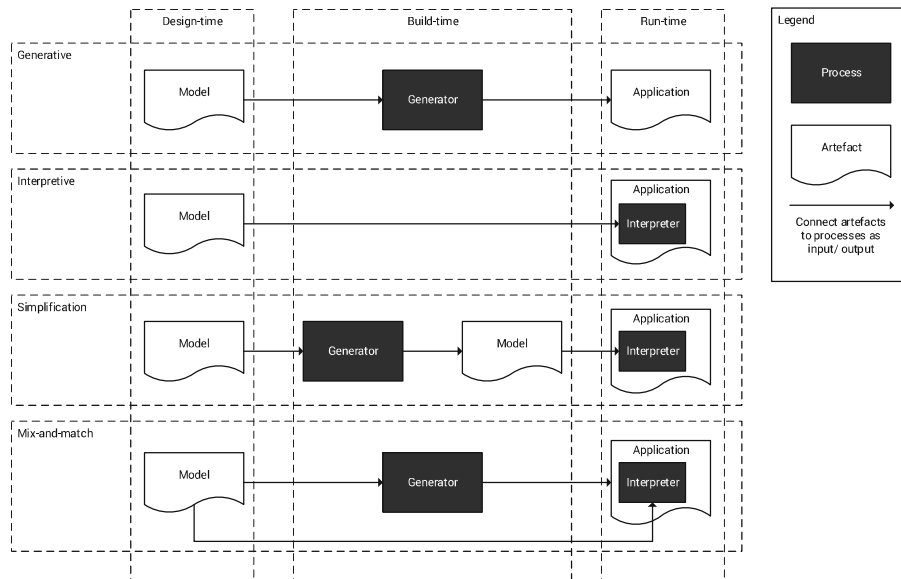 Design-time
Build-time
Run-time
Legend
Generative
Model
Generator
Application
Process
Interpretive
Model
Application
Interpreter
Artefact
Connect artefacts
to processes as
input/ output
Simplification
Model
Generator
Model
Application
Interpreter
Mix-and-match
Model
Generator
Application
Interpreter